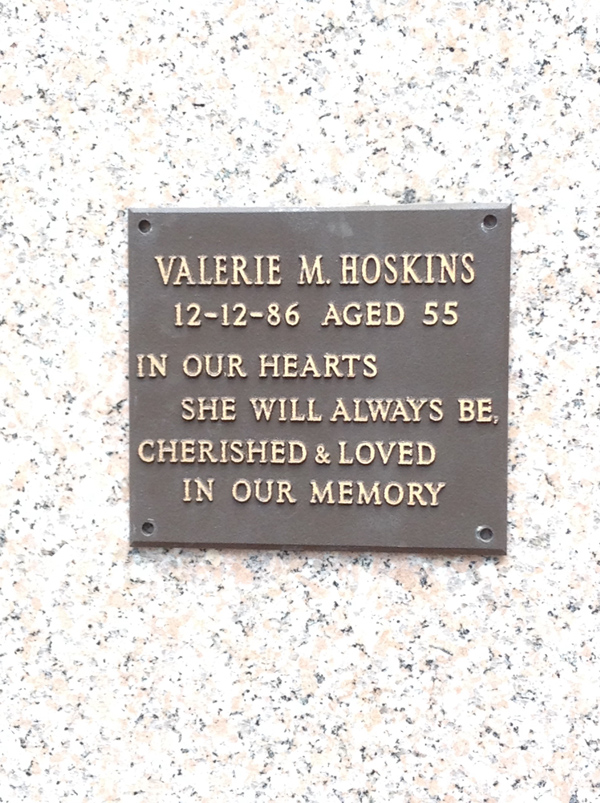 VALERIE M. HOSKINS
12-12-86 AGED 55
IN OUR HEARTS
SHE WILL ALWAYS BE,
CHERISHED & LOVED
IN OUR MEMORY